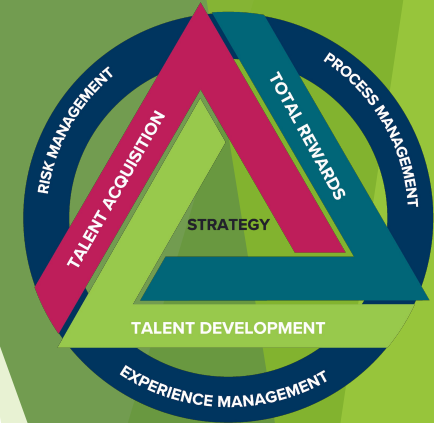 RISK MANAGEMENT
PROCESS MANAGEMENT
TALENT ACQUISITION
TOTAL REWARDS
STRATEGY
TALENT DEVELOPMENT
EXPERIENCE MANAGEMENT